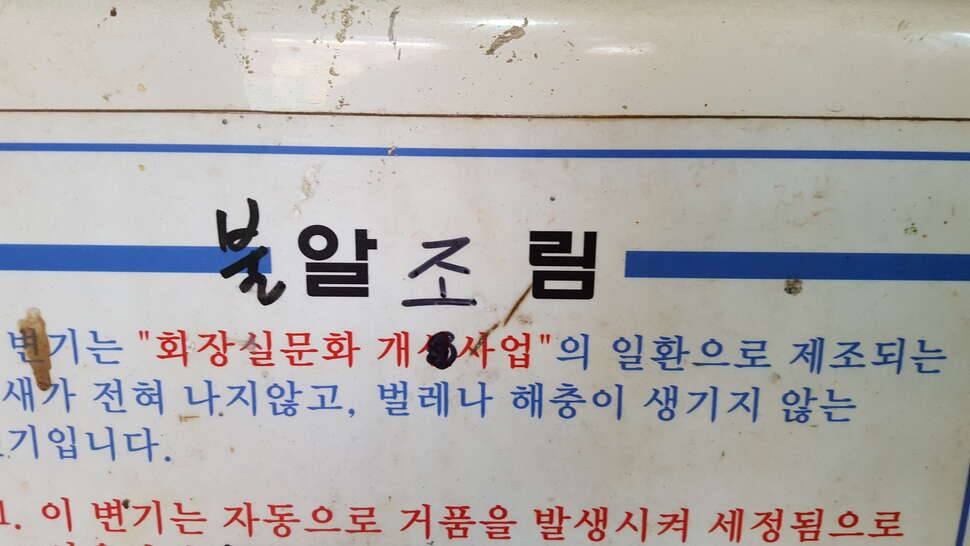 불알조림
변기는 "화장실문화 개사업"의 일환으로 제조되는
새가 전혀 나지않고, 벌레나 해충이 생기지 않는
기입니다.
1. 이 변기는 자동으로 거품을 발생시켜 세정됨으로